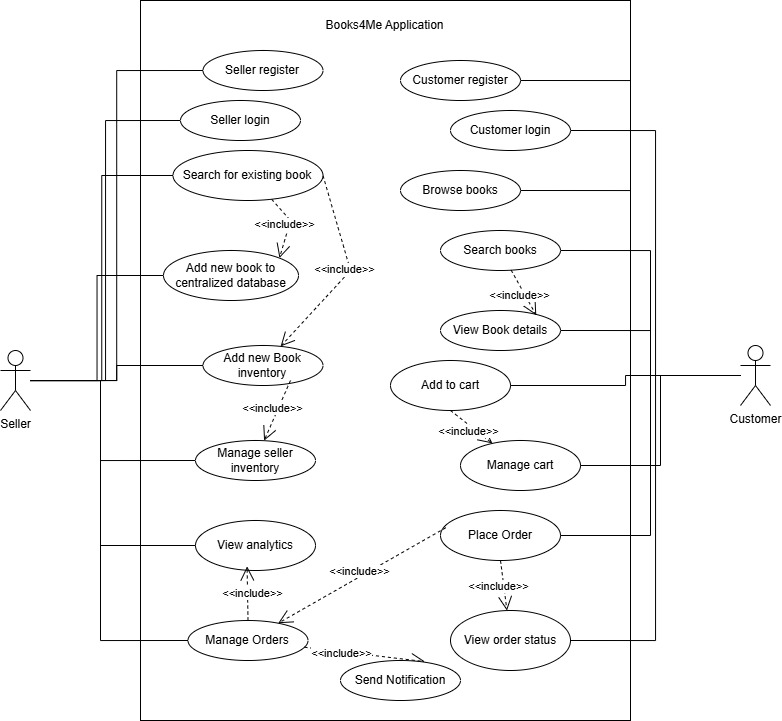 Books4Me Application
Seller register
Customer register
Seller login
Customer login
Search for existing book
Browse books
<<include>>
Search books
<<include>>
Add new book to
centralized database
<<include>>
View Book details
Add new Book
inventory
Add to cart
<<include>>
<<include>>
Seller
Customer
Manage seller
inventory
Manage cart
View analytics
Place Order
<<include>>
<<include>>
<<include>>
Manage Orders
View order status
<<include>>
Send Notification